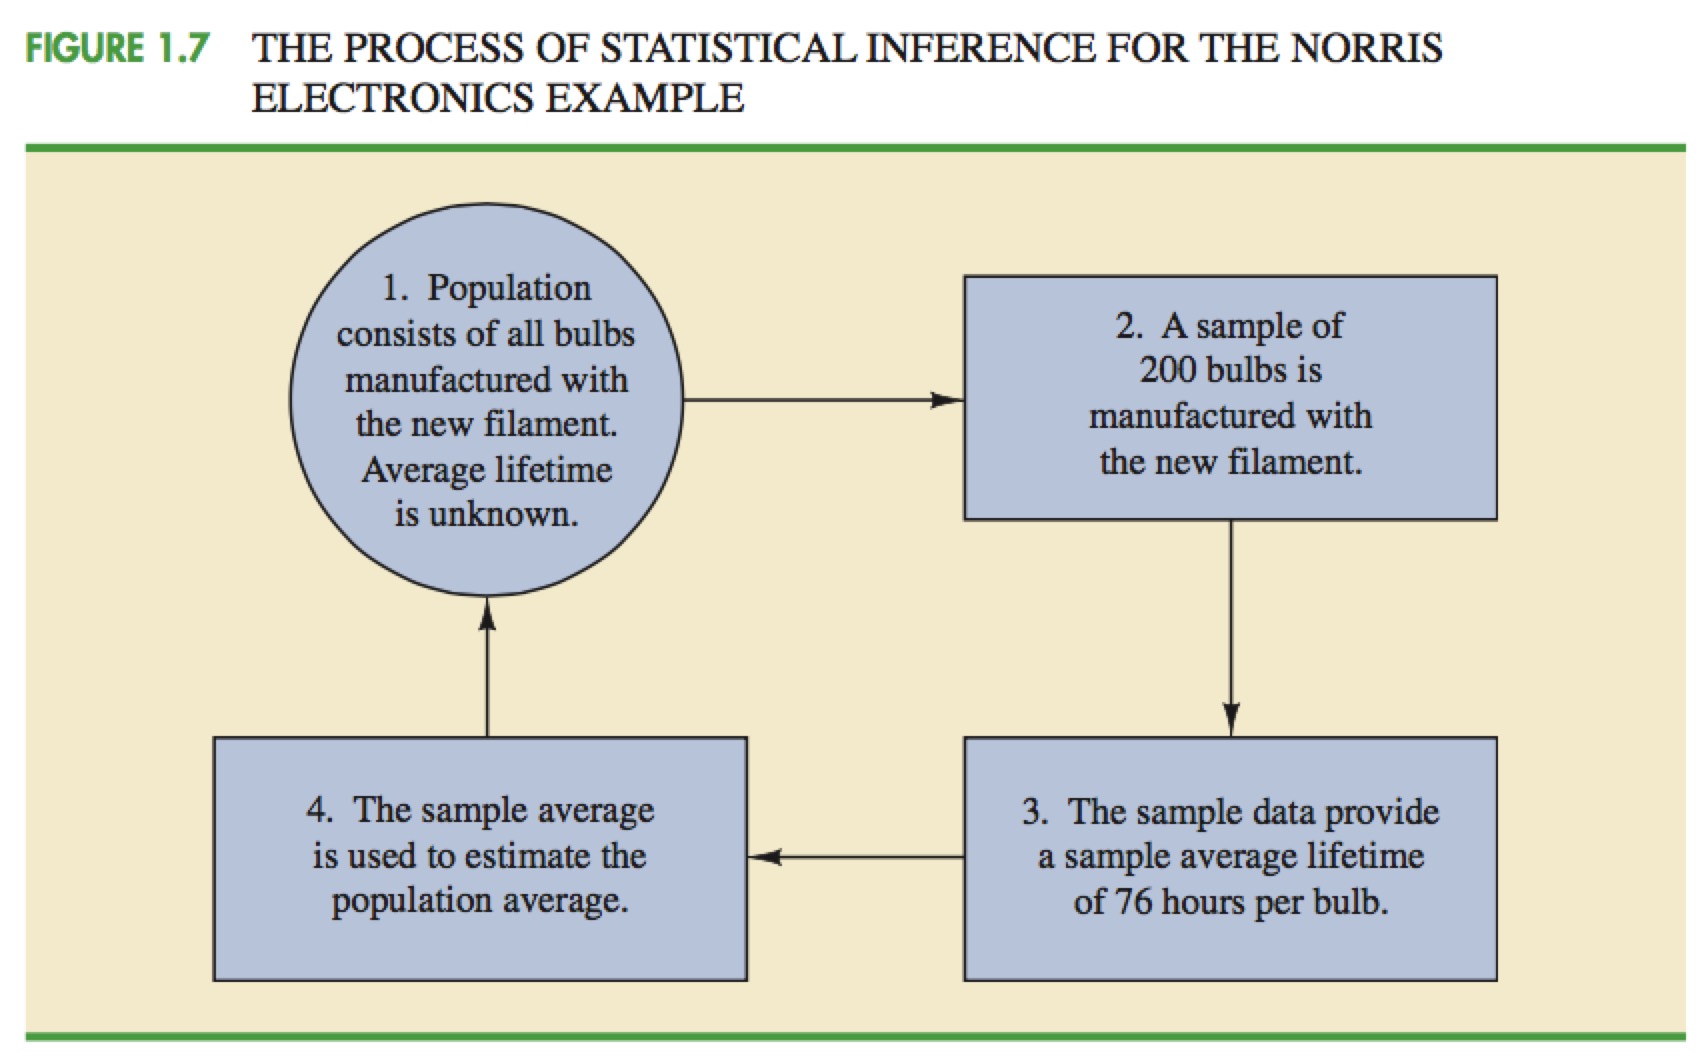 FIGURE 1.7 THE PROCESS OF STATISTICAL INFERENCE FOR THE NORRIS
ELECTRONICS EXAMPLE
1. Population
consists of all bulbs
manufactured with
the new filament.
Average lifetime
is unknown.
2. A sample of
200 bulbs is
manufactured with
the new filament.
3. The sample data provide
a sample average lifetime
of 76 hours per bulb.
4. The sample average
is used to estimate the
population average.